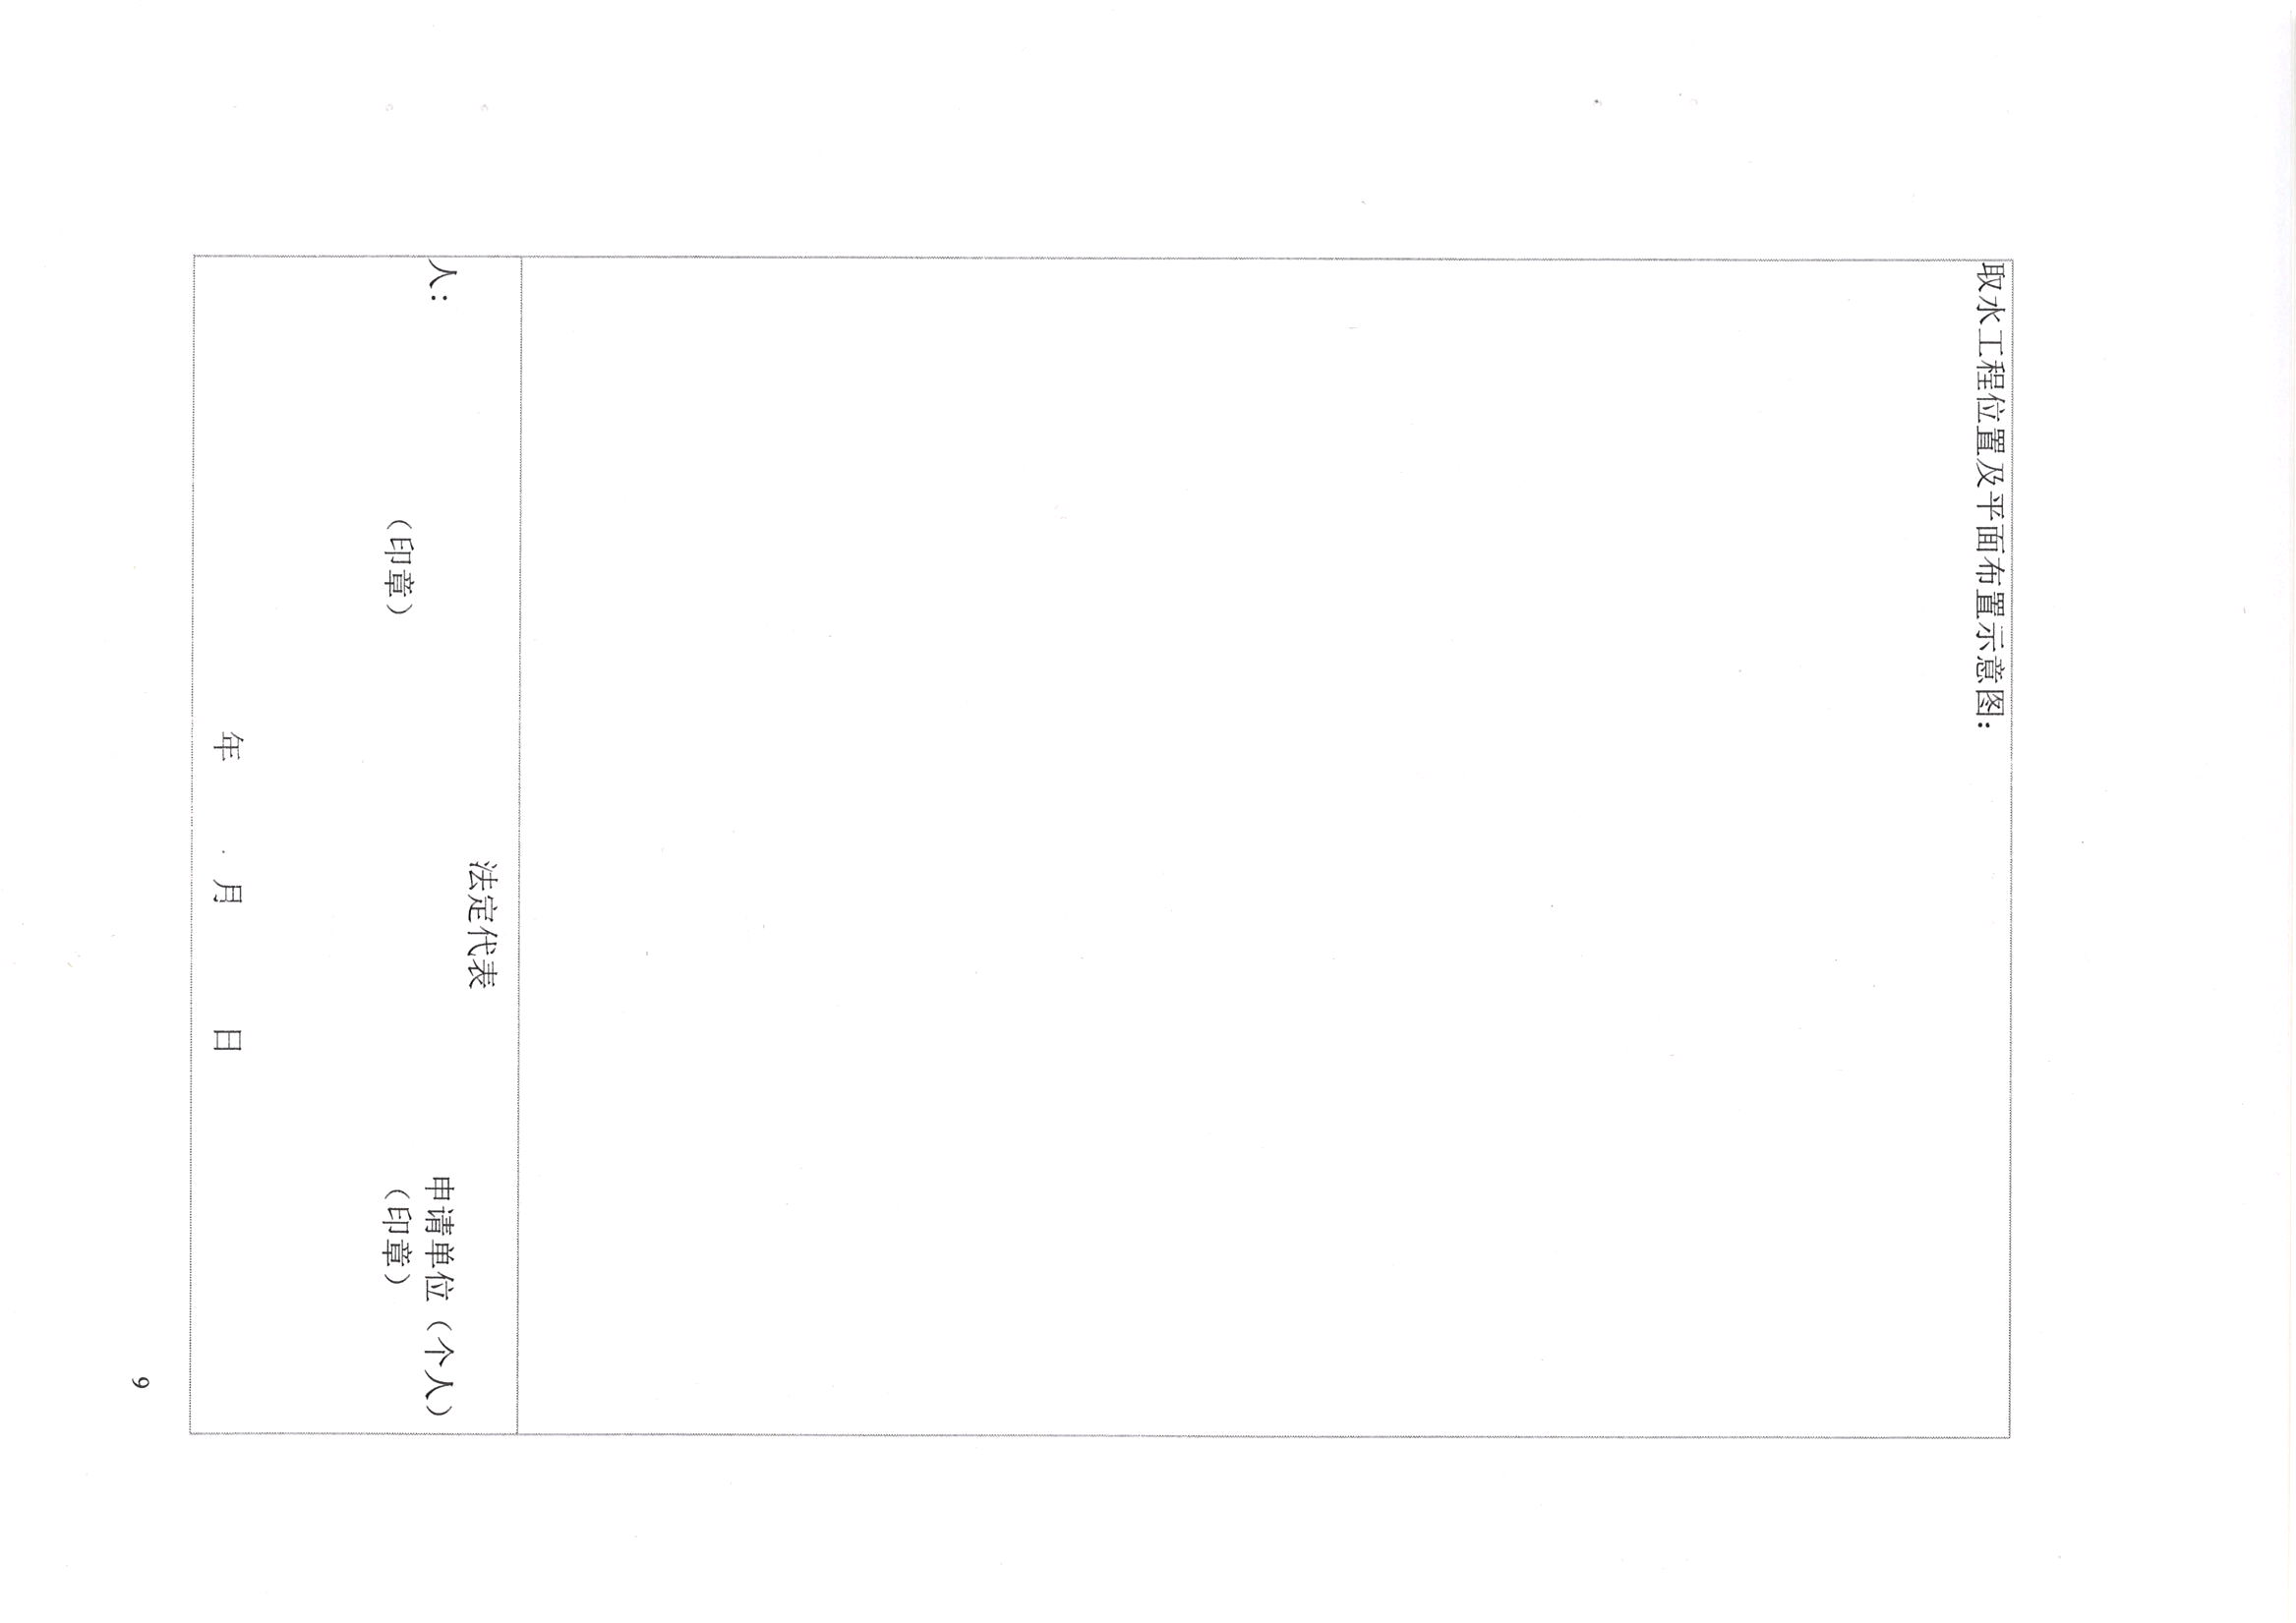 取水工程位置及平面布置示意图：
法定代表
人：　　　　　　　　　　　　　　　　　　　　　　　　　　　申请单位（个人）
（印章）　　　　　　　　　　　　　　　　　（印章）
年　　　月　　　日
9